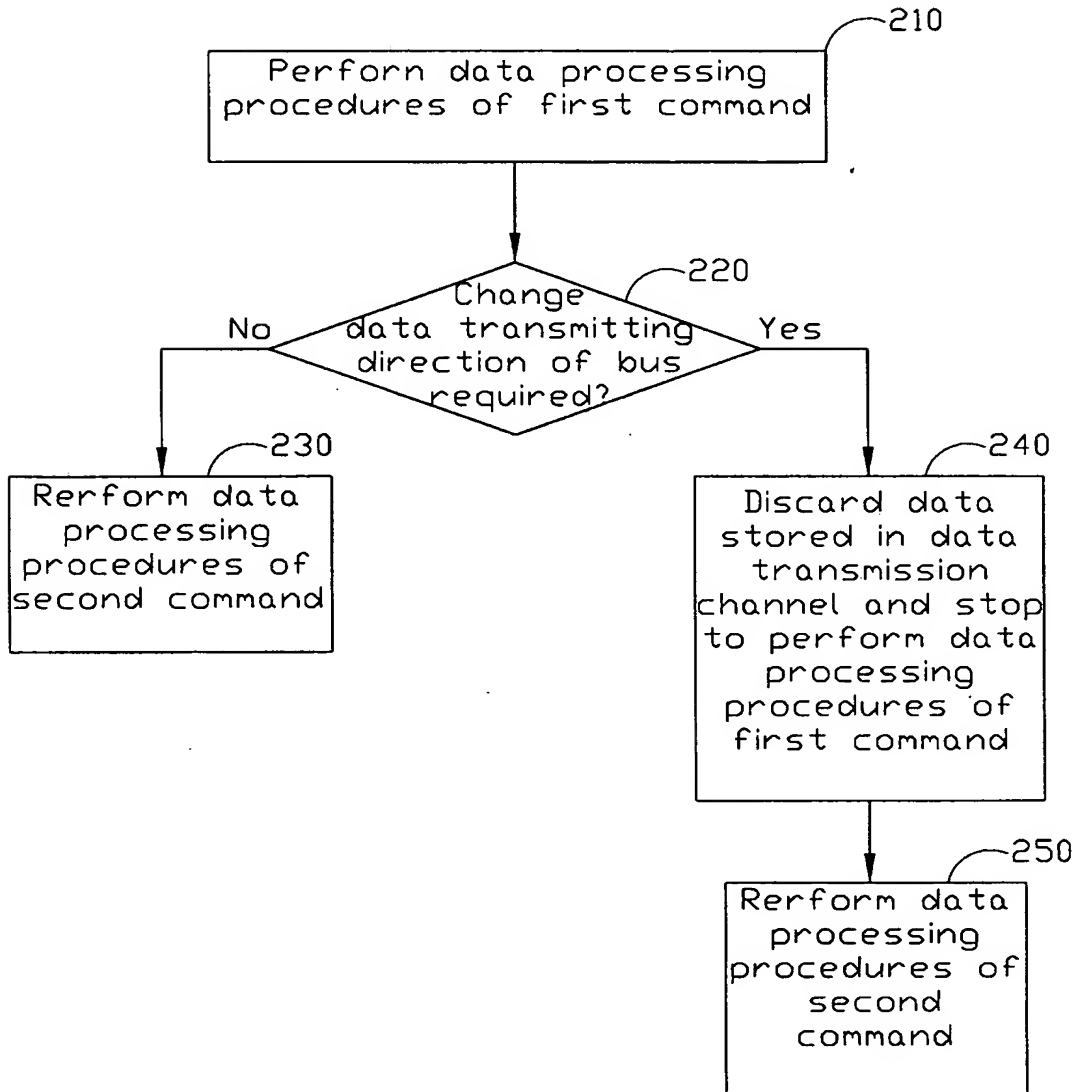 210
Perform data processing
procedures of first command
220
Change
data transmitting
direction of bus
required?
No
Yes
230
Rerform data
processing
procedures of
second command
240
Discard data
stored in data
transmission
channel and stop
to perform data
processing
procedures of
first command
250
Rerform data
processing
procedures of
second
command